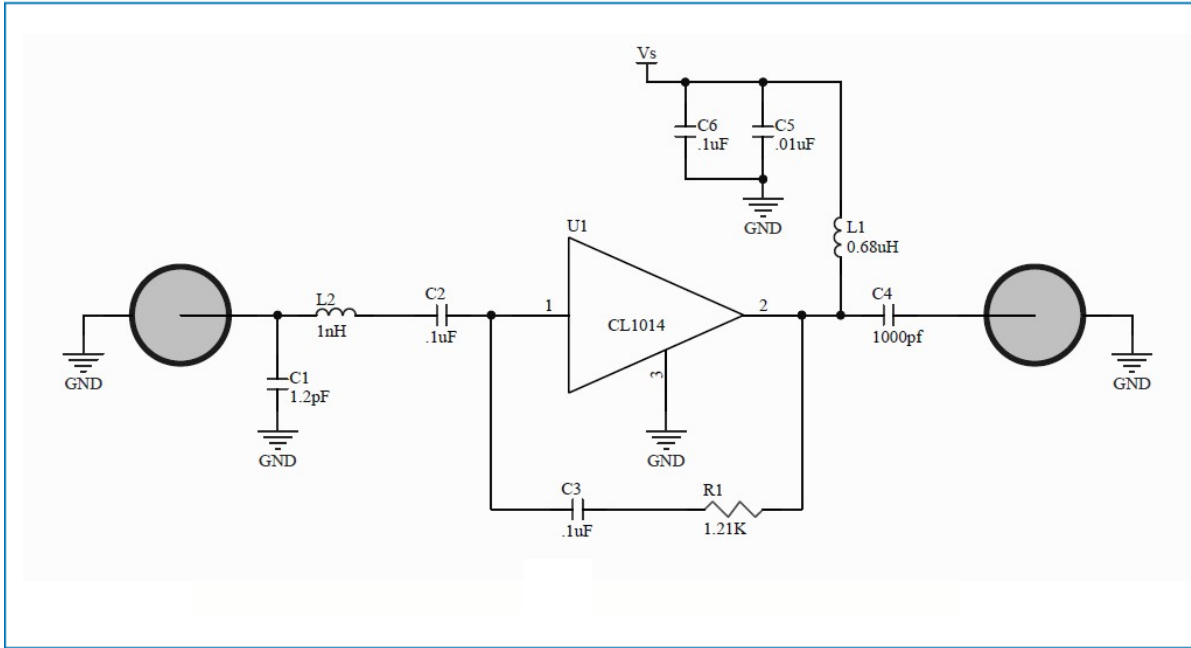 Vs
C6
.1uF
C5
.01uF
GND
U1
L1
0.68uH
L2
1nH
C2
.1uF
1
CL1014
2
C4
1000pf
3
GND
C1
1.2pF
GND
GND
GND
C3
.1uF
R1
1.21K